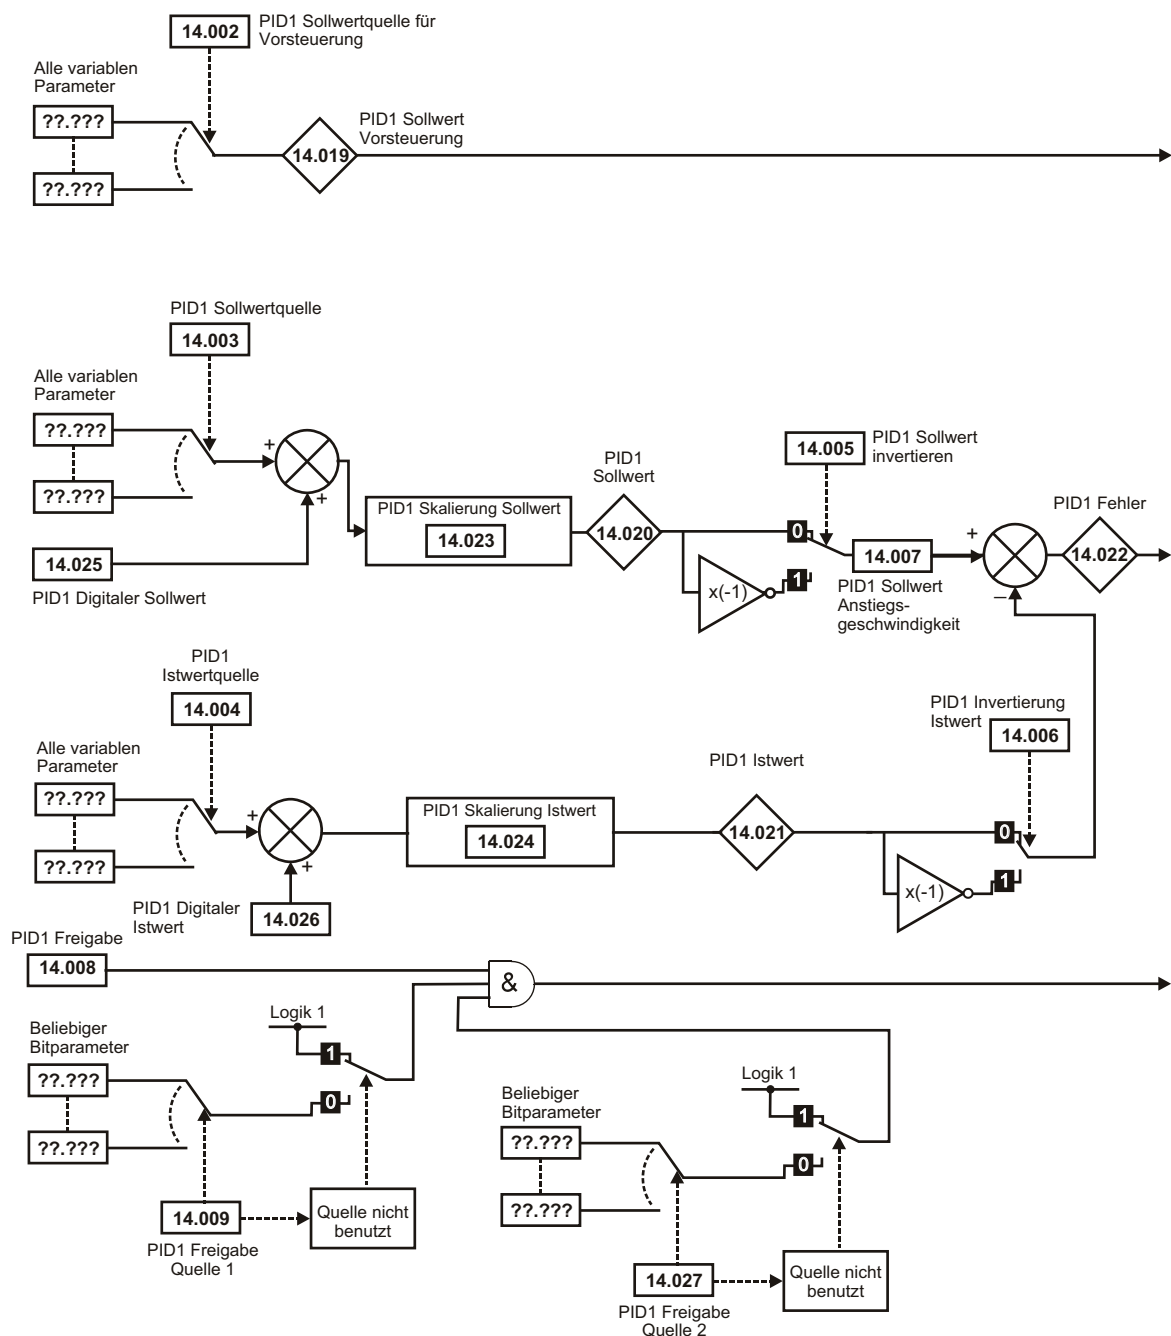 14.002
PID1 Sollwertquelle für
Vorsteuerung
Alle variablen
Parameter
??.???
??.???
14.019
PID1 Sollwert
Vorsteuerung
PID1 Sollwertquelle
14.003
Alle variablen
Parameter
??.???
??.???
+
+
14.025
PID1 Digitaler Sollwert
PID1 Skalierung Sollwert
14.023
PID1
Sollwert
14.020
14.005
PID1 Sollwert
invertieren
0
1
x(-1)
14.007
PID1 Sollwert
Anstiegs-
geschwindigkeit
+
–
PID1 Fehler
14.022
PID1
Istwertquelle
14.004
Alle variablen
Parameter
??.???
??.???
+
+
PID1 Digitaler
Istwert
14.026
PID1 Skalierung Istwert
14.024
PID1 Istwert
14.021
PID1 Invertierung
Istwert
14.006
0
1
x(-1)
PID1 Freigabe
14.008
&
Logik 1
1
0
Beliebiger
Bitparameter
??.???
??.???
14.009
PID1 Freigabe
Quelle 1
Quelle nicht
benutzt
Logik 1
1
0
Beliebiger
Bitparameter
??.???
??.???
14.027
PID1 Freigabe
Quelle 2
Quelle nicht
benutzt